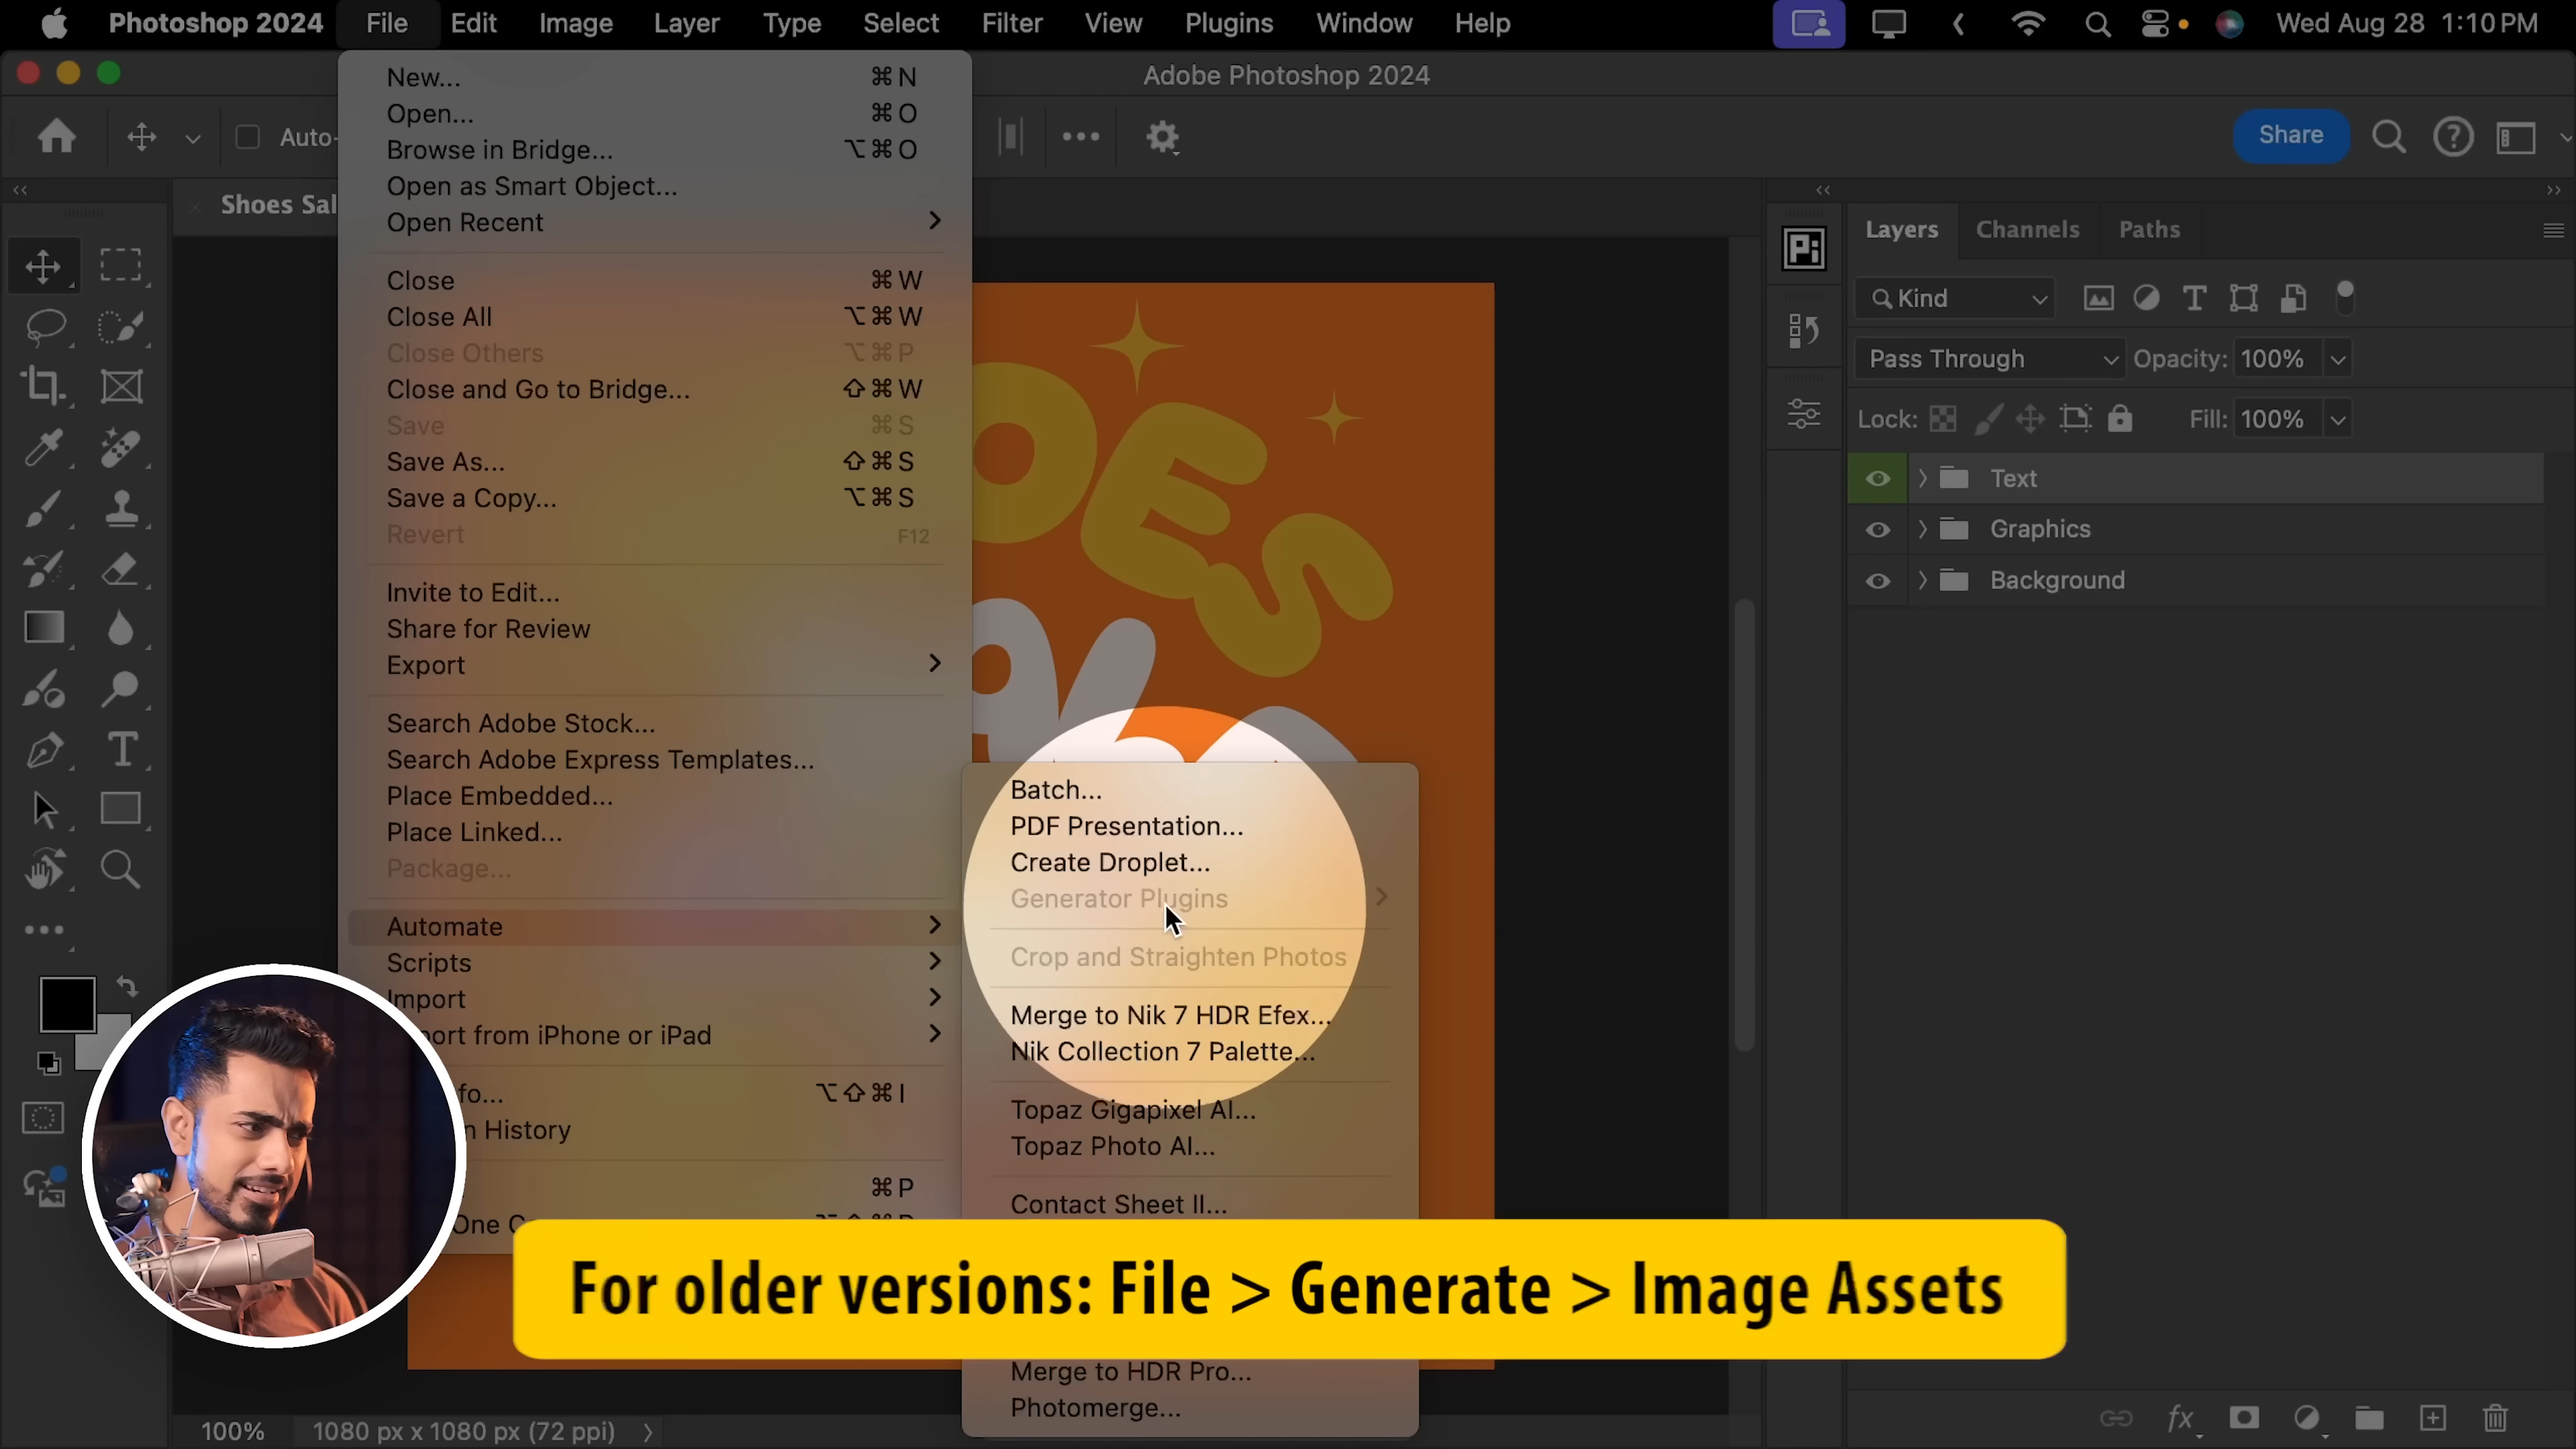 Photoshop 2024 File Edit Image Layer Type Select Filter View Plugins Window Help Wed Aug 28 1:10 PM
Adobe Photoshop 2024
Auto-
Share
Shoes Sal
New... ⌘N
Open... ⌘O
Browse in Bridge... ⌥⌘O
Open as Smart Object...
Open Recent
Close ⌘W
Close All ⌥⌘W
Close Others ⌥⌘P
Close and Go to Bridge... ⇧⌘W
Save ⌘S
Save As... ⇧⌘S
Save a Copy... ⌥⌘S
Revert F12
Invite to Edit...
Share for Review
Export
Search Adobe Stock...
Search Adobe Express Templates...
Place Embedded...
Place Linked...
Package...
Automate
Scripts
Import
port from iPhone or iPad
fo... ⌥⇧⌘I
n History
⌘P
One C
Batch...
PDF Presentation...
Create Droplet...
Generator Plugins
Crop and Straighten Photos
Merge to Nik 7 HDR Efex...
Nik Collection 7 Palette...
Topaz Gigapixel AI...
Topaz Photo AI...
Contact Sheet II...
Merge to HDR Pro...
Photomerge...
OES
Pi
Layers Channels Paths
Kind
Pass Through Opacity: 100%
Lock: Fill: 100%
Text
Graphics
Background
For older versions: File > Generate > Image Assets
100% 1080 px x 1080 px (72 ppi)
fx